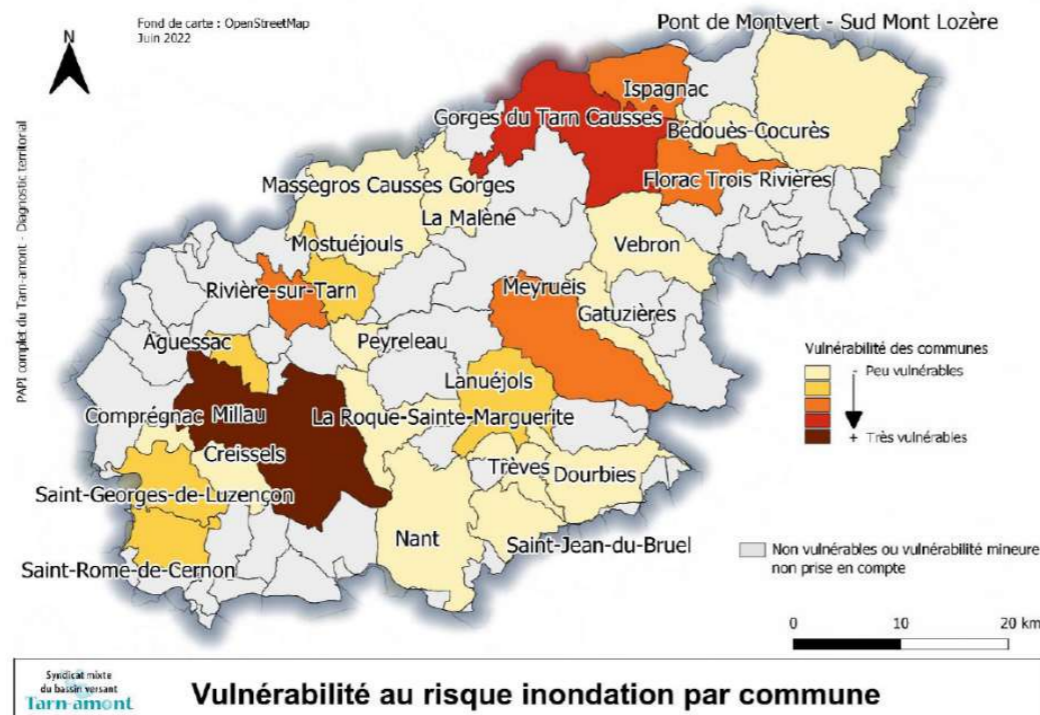 Fond de carte : OpenStreetMap
Juin 2022
N
PAPI complet du Tarn-amont - Diagnostic territorial
Pont de Montvert - Sud Mont Lozère
Ispagnac
Gorges du Tarn Causses
Bédouès-Cocurès
Florac Trois Rivières
Massegros Causses Gorges
La Malène
Mostuéjouls
Vebron
Rivière-sur-Tarn
Meyrueis
Gatuzières
Aguessac
Peyreleau
Lanuéjols
Comprégnac
Millau
La Roque-Sainte-Marguerite
Creissels
Trèves
Dourbies
Saint-Georges-de-Luzençon
Nant
Saint-Jean-du-Bruel
Saint-Rome-de-Cernon
Vulnérabilité des communes
- Peu vulnérables
+ Très vulnérables
Non vulnérables ou vulnérabilité mineure
non prise en compte
0 10 20 km
Syndicat mixte
du bassin versant
Tarn-amont
Vulnérabilité au risque inondation par commune